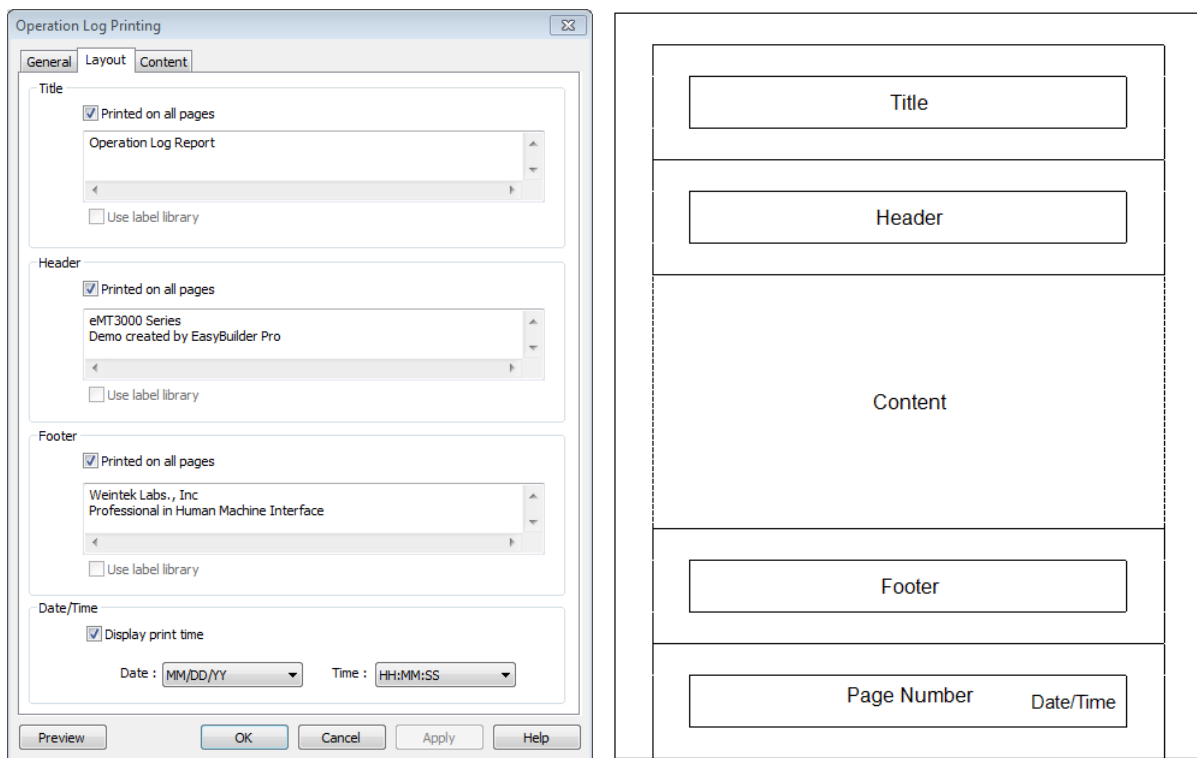 Operation Log Printing
General
Layout
Content
Title
Printed on all pages
Operation Log Report
Use label library
Header
Printed on all pages
eMT3000 Series
Demo created by EasyBuilder Pro
Use label library
Footer
Printed on all pages
Weintek Labs., Inc
Professional in Human Machine Interface
Use label library
Date/Time
Display print time
Date : MM/DD/YY Time : HH:MM:SS
Preview OK Cancel Apply Help
Title
Header
Content
Footer
Page Number
Date/Time